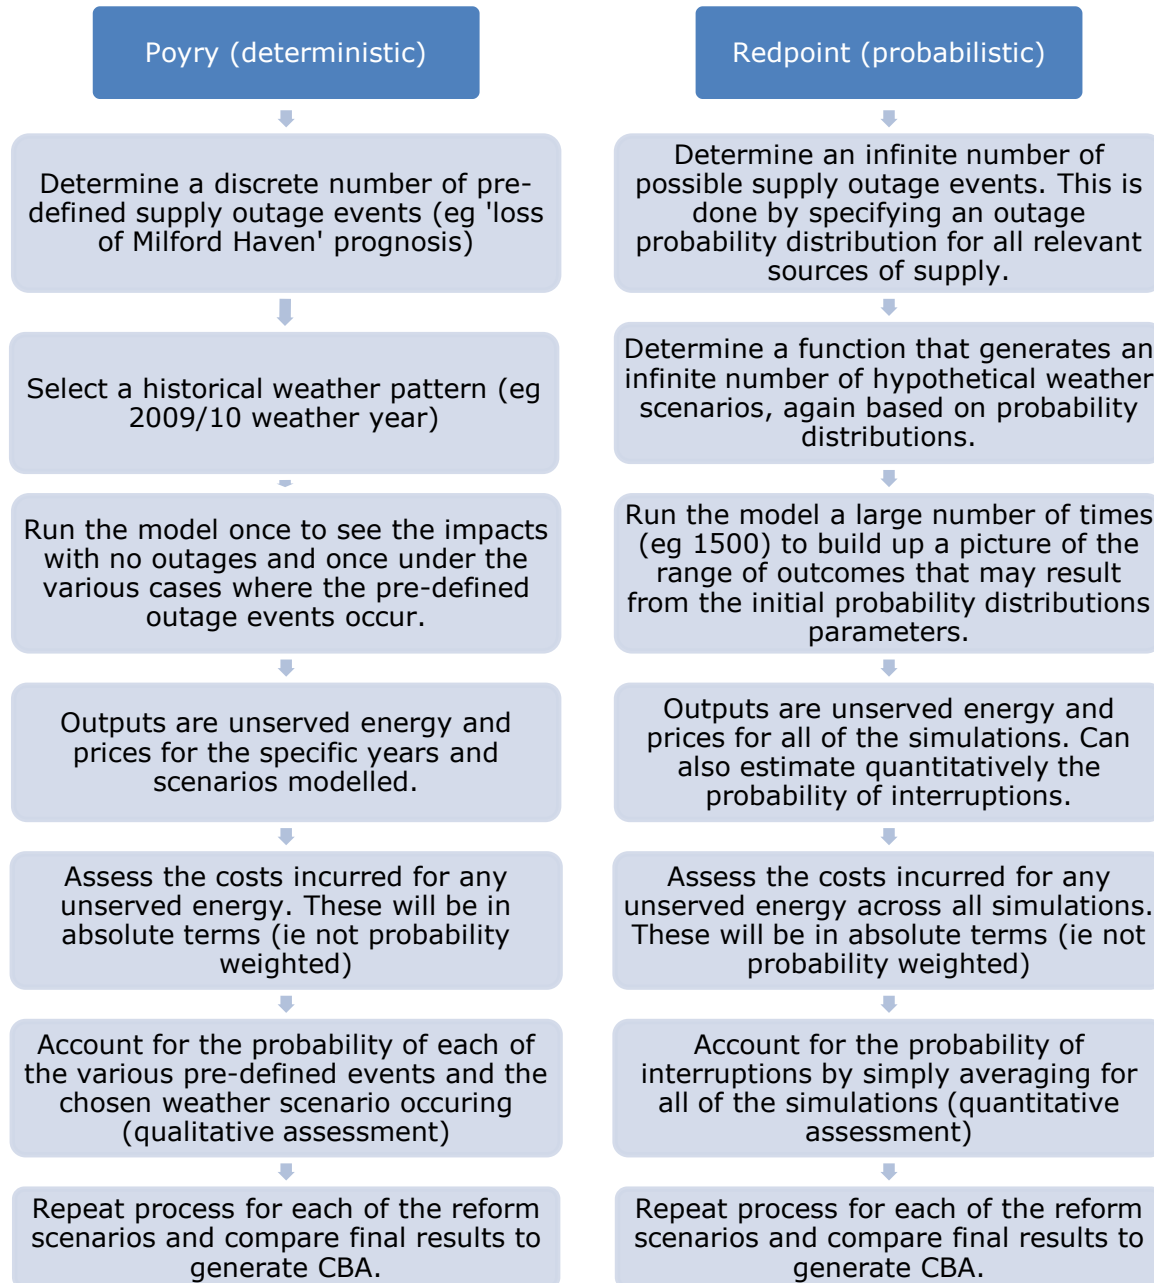 Poyry (deterministic)
Determine a discrete number of pre-
defined supply outage events (eg 'loss
of Milford Haven' prognosis)
Select a historical weather pattern (eg
2009/10 weather year)
Run the model once to see the impacts
with no outages and once under the
various cases where the pre-defined
outage events occur.
Outputs are unserved energy and
prices for the specific years and
scenarios modelled.
Assess the costs incurred for any
unserved energy. These will be in
absolute terms (ie not probability
weighted)
Account for the probability of each of
the various pre-defined events and the
chosen weather scenario occuring
(qualitative assessment)
Repeat process for each of the reform
scenarios and compare final results to
generate CBA.
Redpoint (probabilistic)
Determine an infinite number of
possible supply outage events. This is
done by specifying an outage
probability distribution for all relevant
sources of supply.
Determine a function that generates an
infinite number of hypothetical weather
scenarios, again based on probability
distributions.
Run the model a large number of times
(eg 1500) to build up a picture of the
range of outcomes that may result
from the initial probability distributions
parameters.
Outputs are unserved energy and
prices for all of the simulations. Can
also estimate quantitatively the
probability of interruptions.
Assess the costs incurred for any
unserved energy across all simulations.
These will be in absolute terms (ie not
probability weighted)
Account for the probability of
interruptions by simply averaging for
all of the simulations (quantitative
assessment)
Repeat process for each of the reform
scenarios and compare final results to
generate CBA.